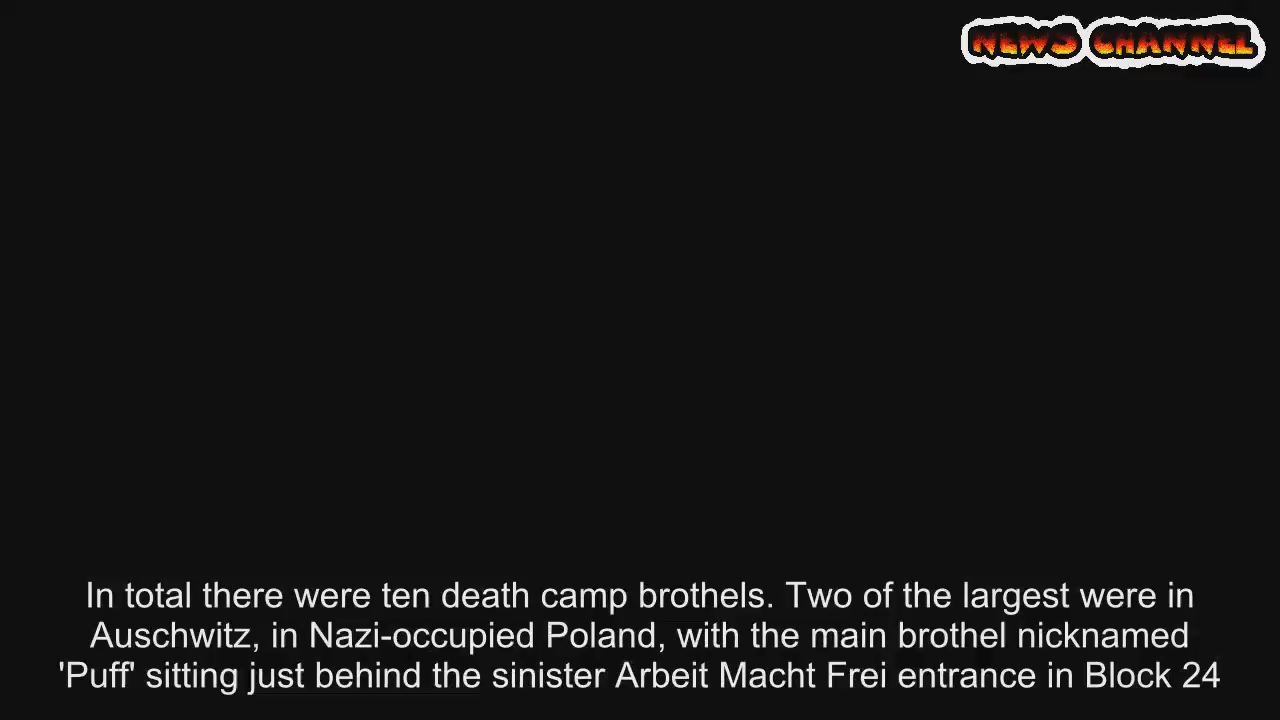 NEWS CHANNEL
In total there were ten death camp brothels. Two of the largest were in
Auschwitz, in Nazi-occupied Poland, with the main brothel nicknamed
'Puff' sitting just behind the sinister Arbeit Macht Frei entrance in Block 24